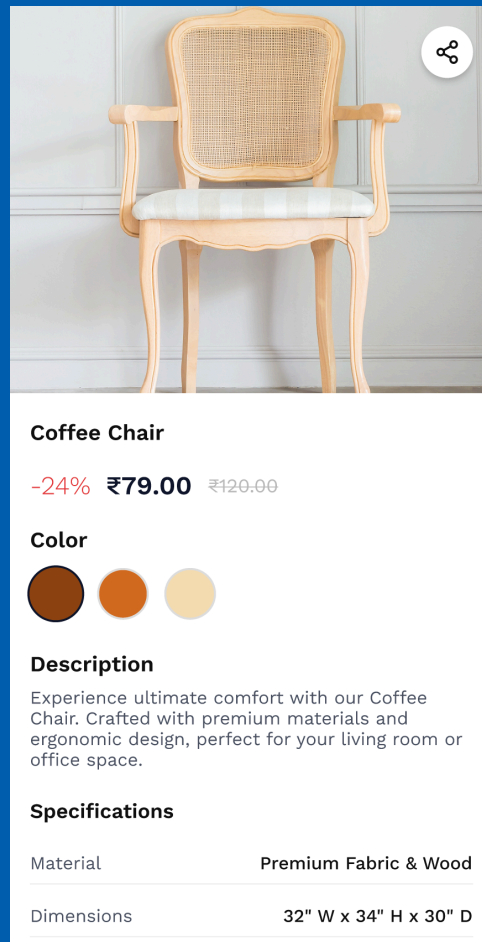 Coffee Chair
-24% ₹79.00 ₹120.00
Color
Description
Experience ultimate comfort with our Coffee
Chair. Crafted with premium materials and
ergonomic design, perfect for your living room or
office space.
Specifications
Material Premium Fabric & Wood
Dimensions 32" W x 34" H x 30" D